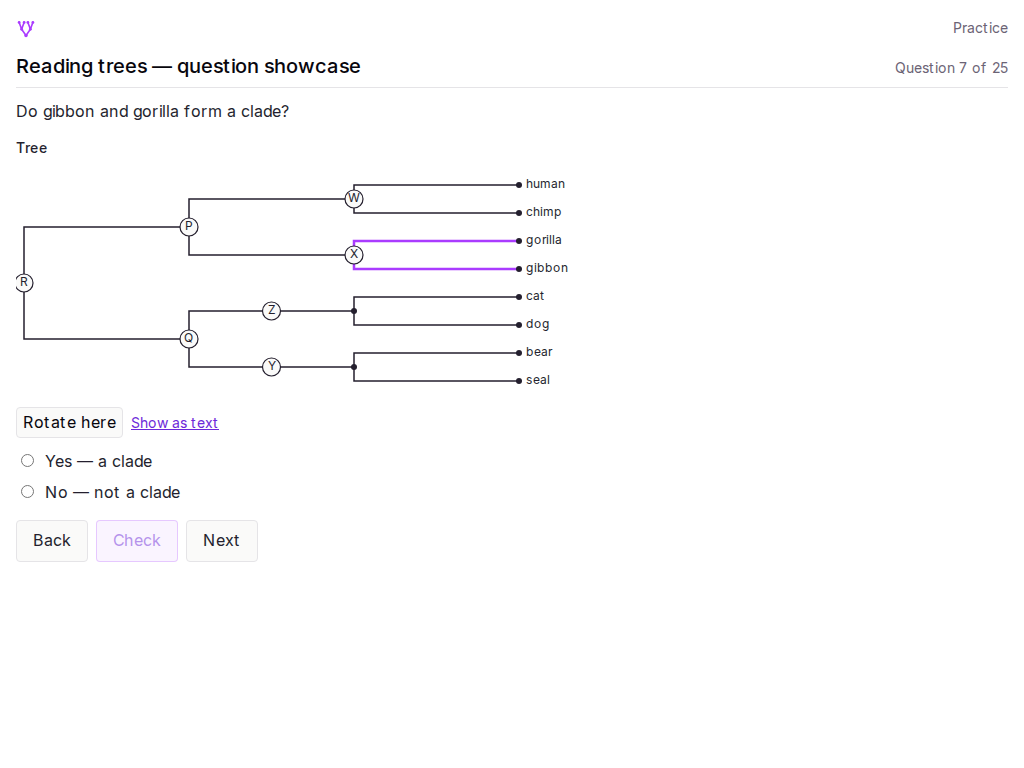 Practice
Reading trees — question showcase
Question 7 of 25
Do gibbon and gorilla form a clade?
Tree
human
W
chimp
P
gorilla
X
gibbon
R
cat
Z
dog
Q
bear
Y
seal
Rotate here Show as text
Yes — a clade
No — not a clade
Back Check Next